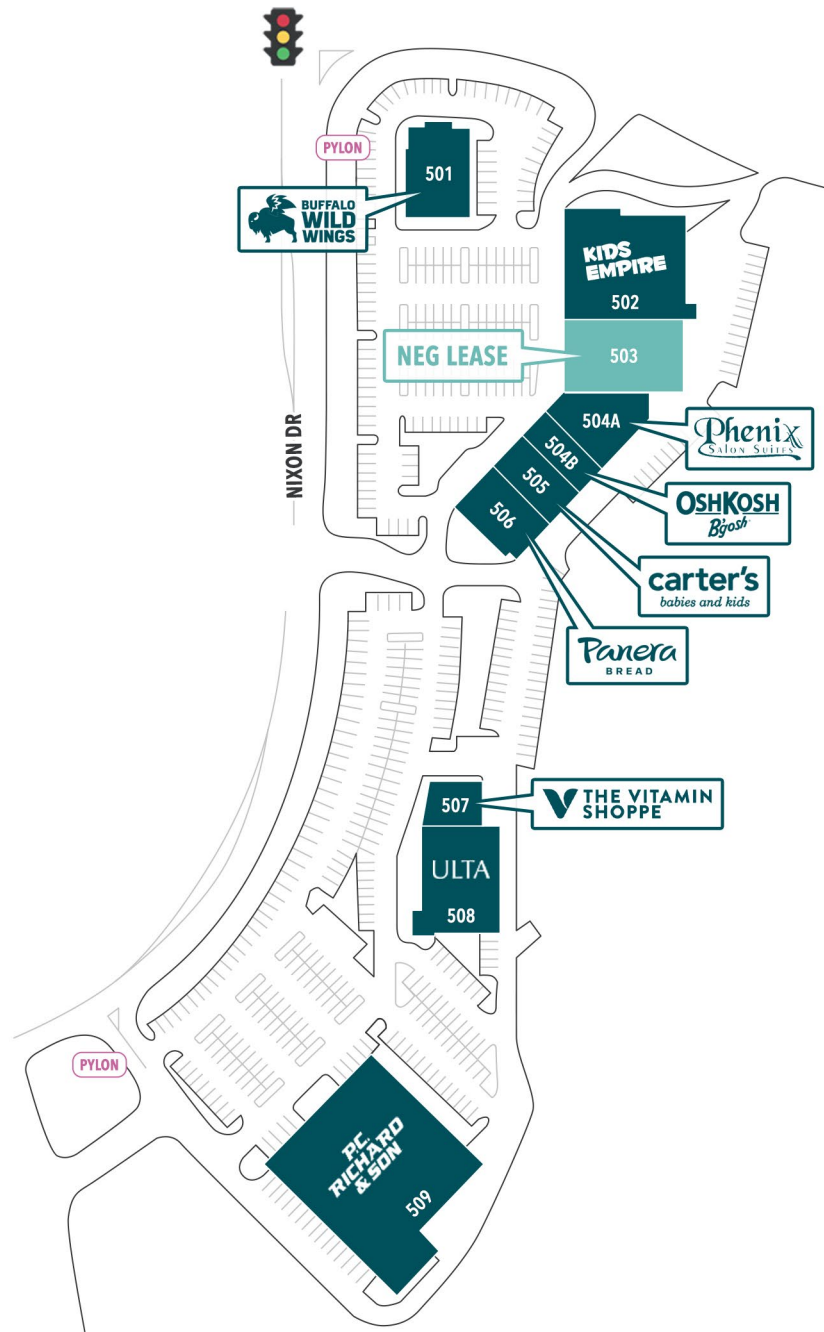 PYLON
501
BUFFALO
WILD
WINGS
KIDS
EMPIRE
502
NEG LEASE
503
504A
Phenix
SALON SUITES
504B
OSHKOSH
B'gosh
505
carter's
babies and kids
506
Panera
BREAD
NIXON DR
507
THE VITAMIN
SHOPPE
ULTA
508
PYLON
P.C.
RICHARD
& SON
509